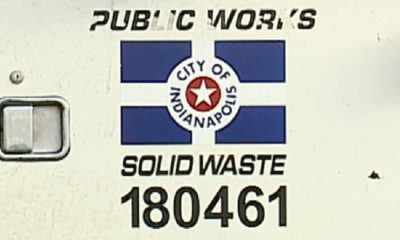 PUBLIC WORKS
CITY OF
INDIANAPOLIS
SOLID WASTE
180461